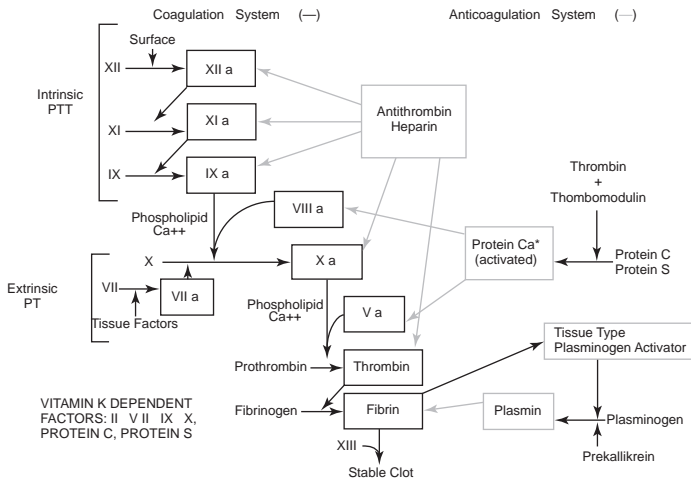 Coagulation System (—)
Anticoagulation System (—)
Surface
XII
XII a
Intrinsic
PTT
XI
XI a
Antithrombin
Heparin
IX
IX a
Thrombin
+
Thombomodulin
Phospholipid
Ca++
VIII a
Protein Ca*
(activated)
Protein C
Protein S
X
X a
Extrinsic
PT
VII
VII a
Tissue Factors
Phospholipid
Ca++
V a
Tissue Type
Plasminogen Activator
Prothrombin
Thrombin
VITAMIN K DEPENDENT
FACTORS: II V II IX X,
PROTEIN C, PROTEIN S
Fibrinogen
Fibrin
Plasmin
Plasminogen
XIII
Prekallikrein
Stable Clot